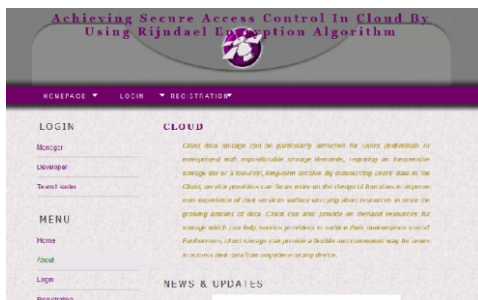 Achieving Secure Access Control In Cloud By
Using Rijndael Encryption Algorithm
HOMEPAGE LOGIN REGISTRATION
LOGIN
Manager
Developer
Team Leader
MENU
Home
About
Login
Registration
CLOUD
Cloud data storage can be particularly attractive for users (individuals or
enterprises) with unpredictable storage demands, requiring an inexpensive
storage tier or a low-cost, long-term archive. By outsourcing users' data to the
Cloud, service providers can focus more on the design of functions to improve
user experience of their services without worrying about resources to store the
growing amount of data. Cloud can also provide on demand resources for
storage which can help service providers to reduce their maintenance costs!
Furthermore, cloud storage can provide a flexible and convenient way for users
to access their data from anywhere on any device.
NEWS & UPDATES